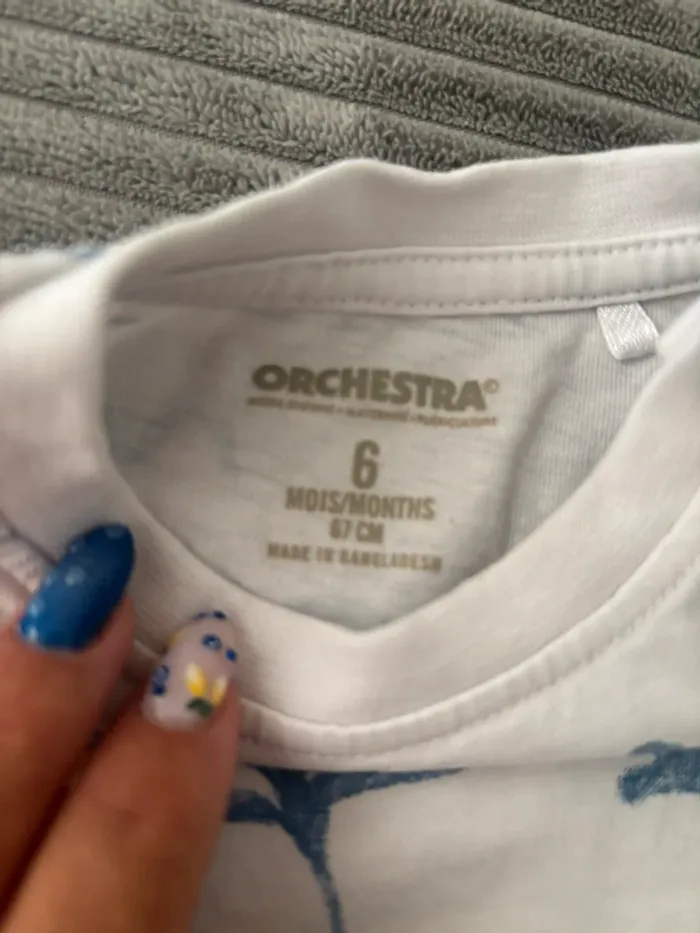 ORCHESTRA©
6
MOIS/MONTHS
67 CM
MADE IN BANGLADESH